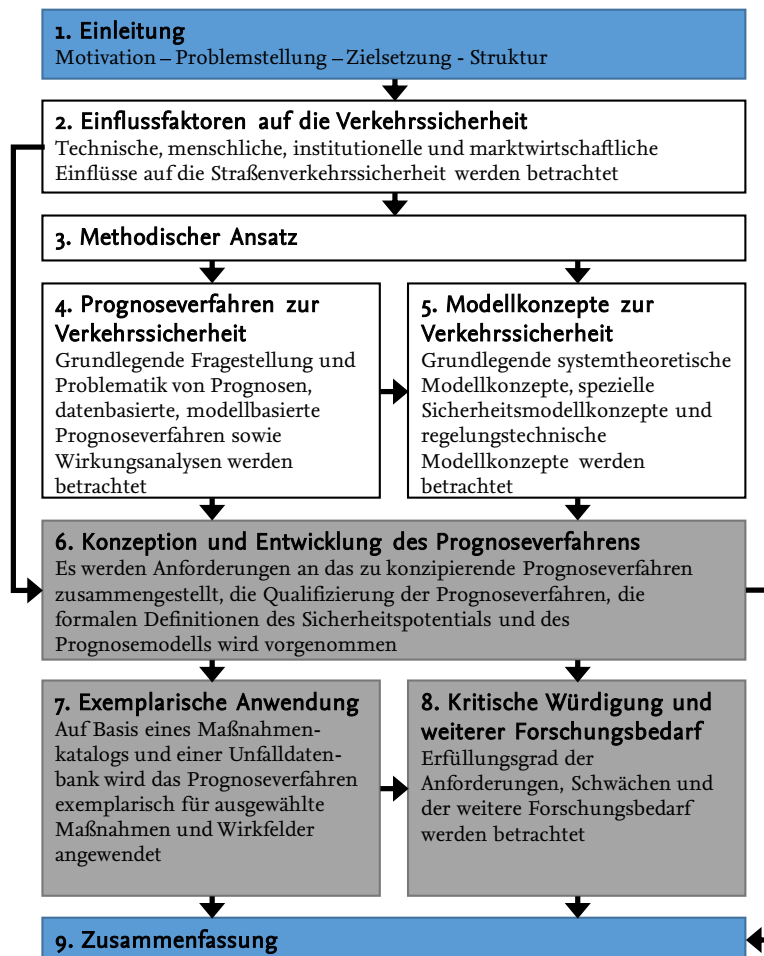 1. Einleitung
Motivation – Problemstellung – Zielsetzung - Struktur
2. Einflussfaktoren auf die Verkehrssicherheit
Technische, menschliche, institutionelle und marktwirtschaftliche
Einflüsse auf die Straßenverkehrssicherheit werden betrachtet
3. Methodischer Ansatz
4. Prognoseverfahren zur
Verkehrssicherheit
Grundlegende Fragestellung und
Problematik von Prognosen,
datenbasierte, modellbasierte
Prognoseverfahren sowie
Wirkungsanalysen werden
betrachtet
5. Modellkonzepte zur
Verkehrssicherheit
Grundlegende systemtheoretische
Modellkonzepte, spezielle
Sicherheitsmodellkonzepte und
regelungstechnische
Modellkonzepte werden
betrachtet
6. Konzeption und Entwicklung des Prognoseverfahrens
Es werden Anforderungen an das zu konzipierende Prognoseverfahren
zusammengestellt, die Qualifizierung der Prognoseverfahren, die
formalen Definitionen des Sicherheitspotentials und des
Prognosemodells wird vorgenommen
7. Exemplarische Anwendung
Auf Basis eines Maßnahmen-
katalogs und einer Unfalldaten-
bank wird das Prognoseverfahren
exemplarisch für ausgewählte
Maßnahmen und Wirkfelder
angewendet
8. Kritische Würdigung und
weiterer Forschungsbedarf
Erfüllungsgrad der
Anforderungen, Schwächen und
der weitere Forschungsbedarf
werden betrachtet
9. Zusammenfassung